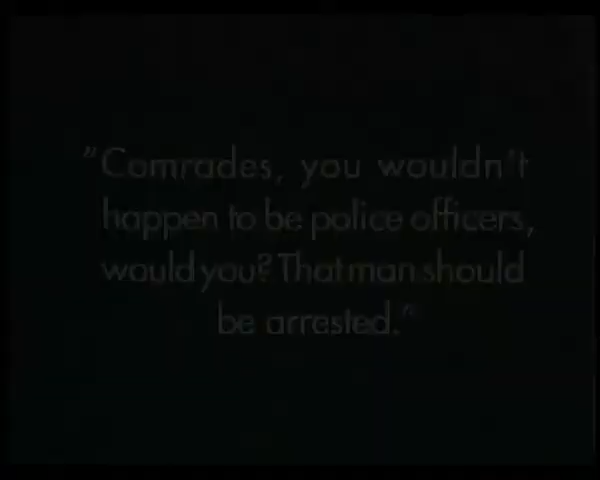 "Comrades, you wouldn't
happen to be police officers,
would you? That man should
be arrested."